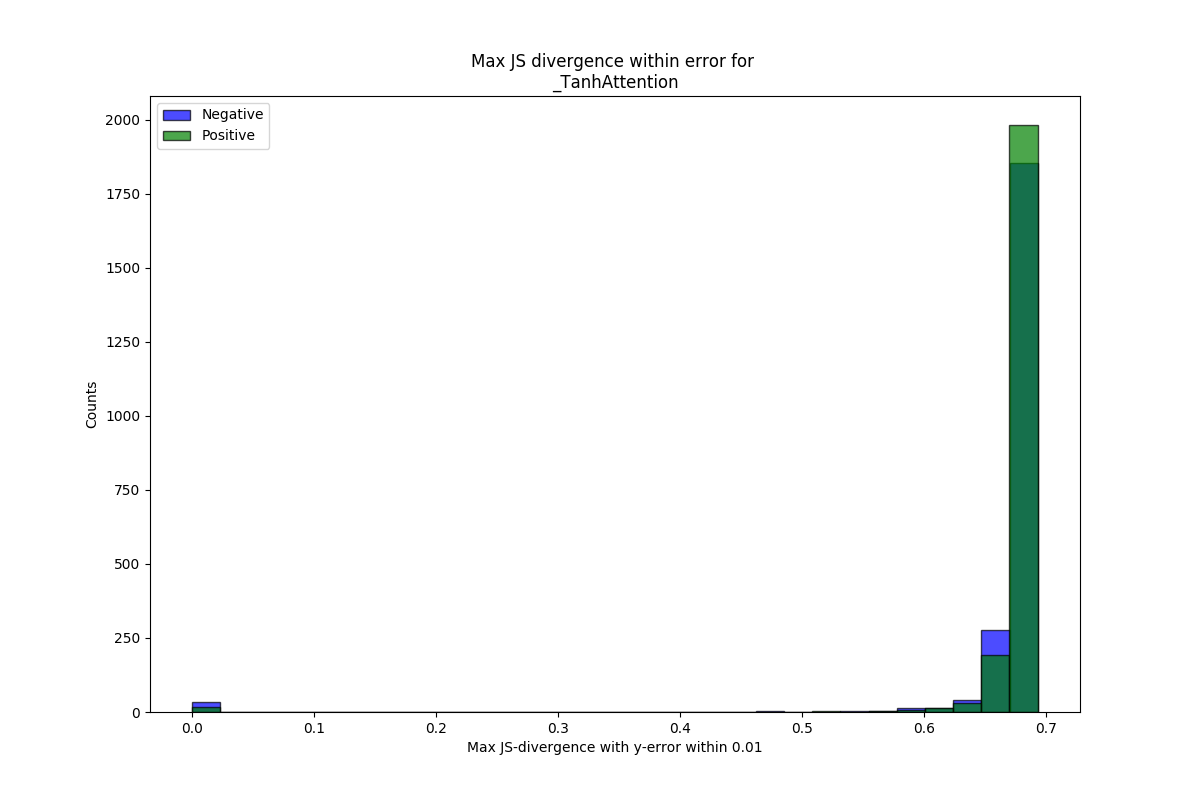 Max JS divergence within error for
_TanhAttention
Negative
Positive
2000
1750
1500
1250
1000
750
500
250
0
Counts
0.0 0.1 0.2 0.3 0.4 0.5 0.6 0.7
Max JS-divergence with y-error within 0.01